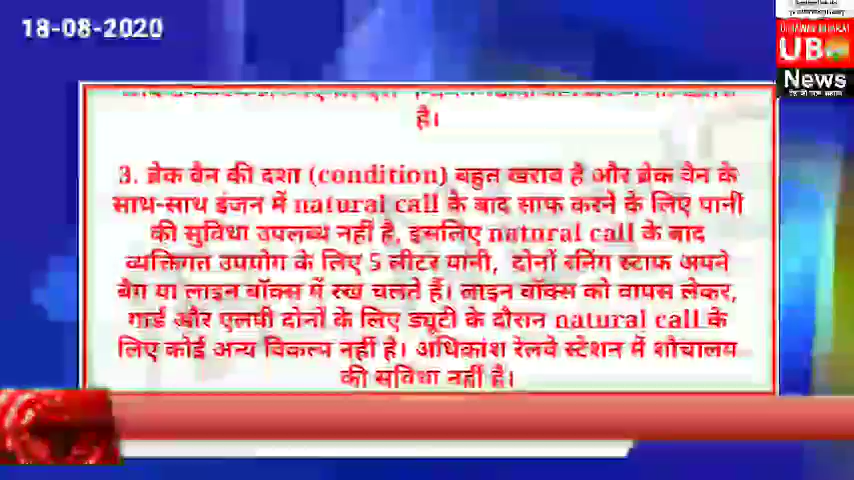 18-08-2020
UB
News
है।
3. ब्रेक वैन की दशा (condition) बहुत खराब है और ब्रेक वैन के
साथ-साथ इंजन में natural call के बाद साफ करने के लिए पानी
की सुविधा उपलब्ध नहीं है, इसलिए natural call के बाद
व्यक्तिगत उपयोग के लिए 5 लीटर पानी, दोनों रनिंग स्टाफ अपने
बैग या लाइन बॉक्स में रख चलते हैं। लाइन बॉक्स को वापस लेकर,
गार्ड और एलपी दोनों के लिए ड्यूटी के दौरान natural call के
लिए कोई अन्य विकल्प नहीं है। अधिकांश रेलवे स्टेशन में शौचालय
की सुविधा नहीं है।